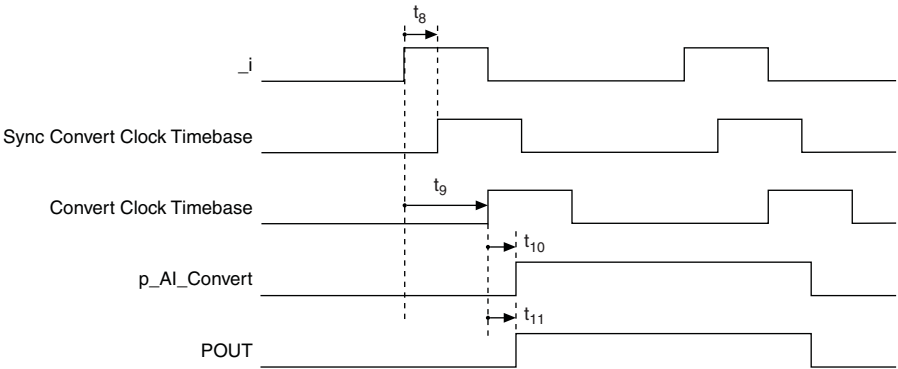 t8
_i
Sync Convert Clock Timebase
t9
Convert Clock Timebase
t10
p_AI_Convert
t11
POUT